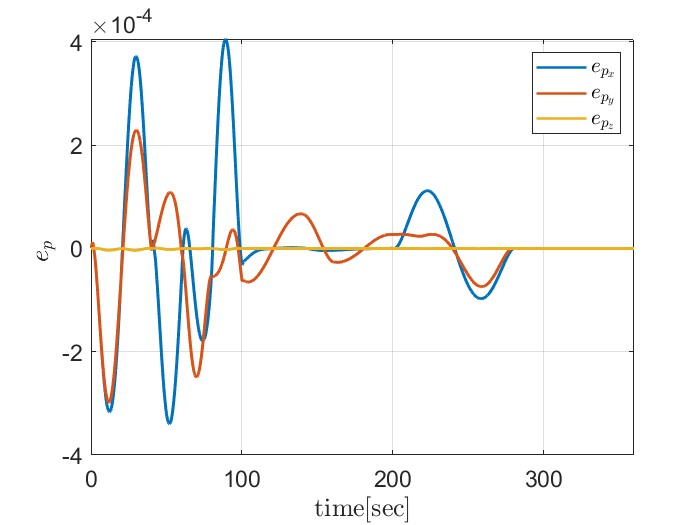 ×10⁻⁴
4
2
0
-2
-4
0 100 200 300
e_p
time[sec]
e_{p_x}
e_{p_y}
e_{p_z}